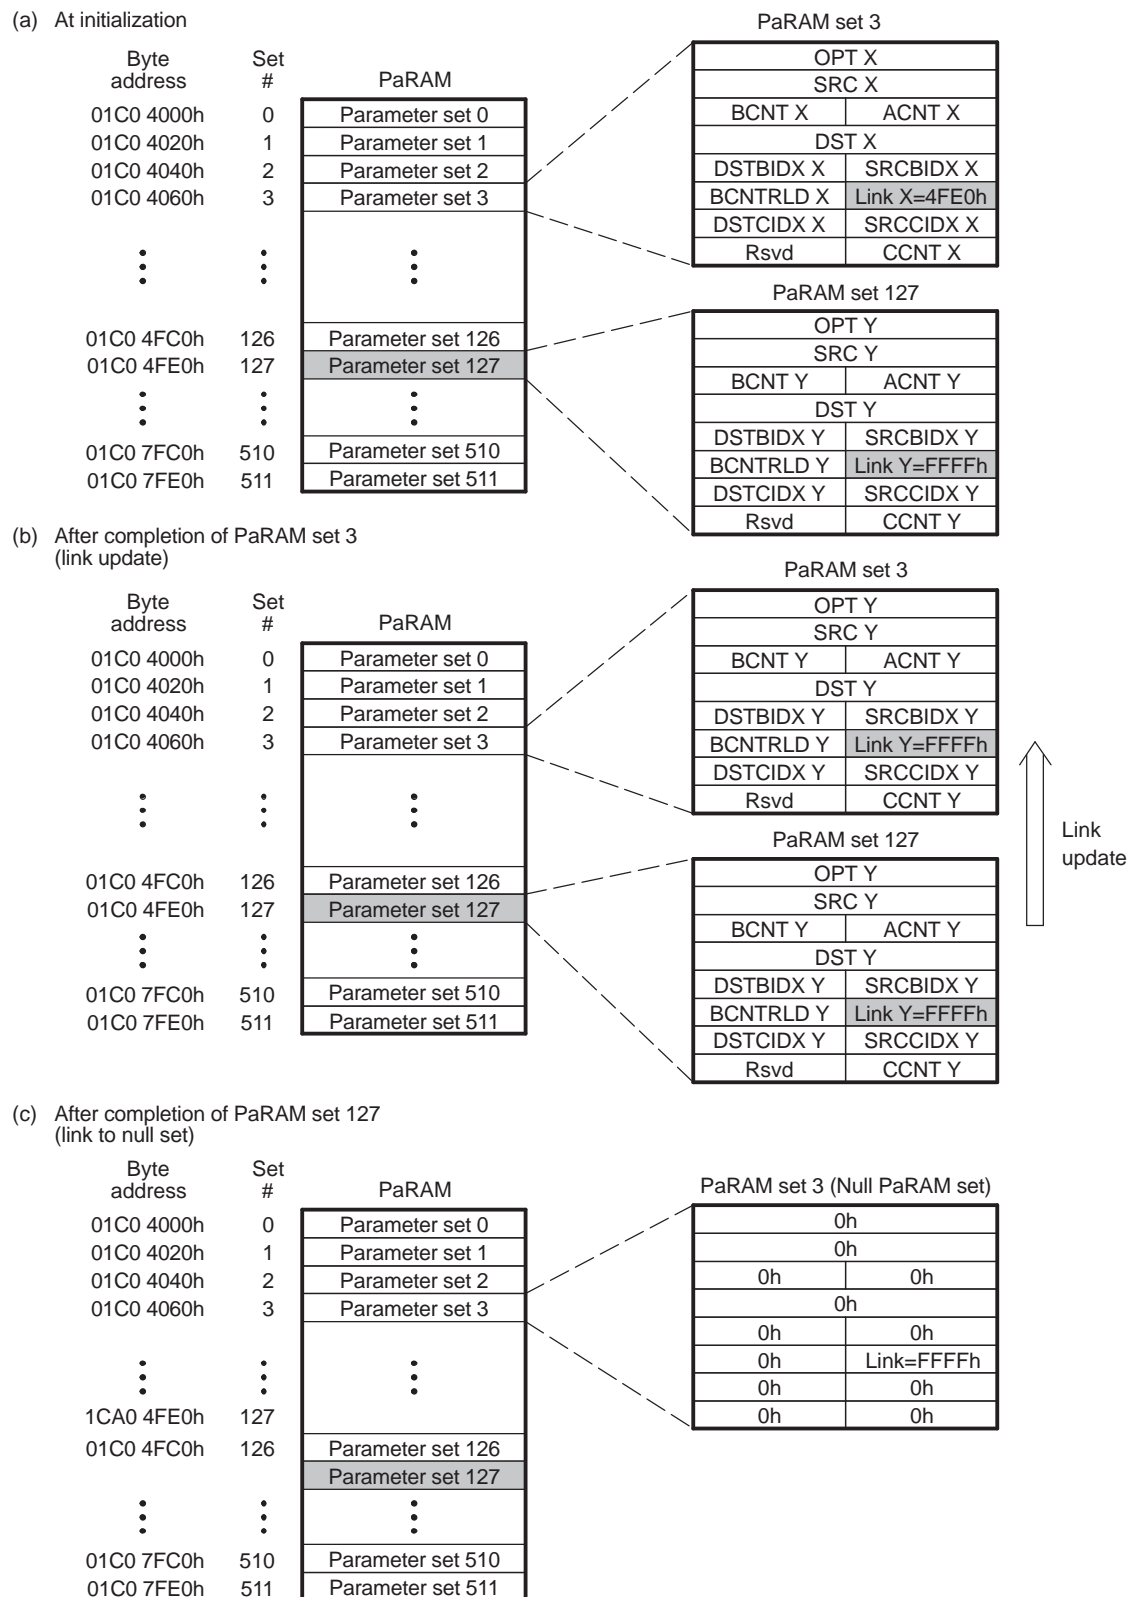 (a) At initialization
PaRAM set 3
Byte address Set # PaRAM
OPT X
SRC X
01C0 4000h 0 Parameter set 0 BCNT X ACNT X
01C0 4020h 1 Parameter set 1 DST X
01C0 4040h 2 Parameter set 2 DSTBIDX X SRCBIDX X
01C0 4060h 3 Parameter set 3 BCNTRLD X Link X=4FE0h
DSTCIDX X SRCCIDX X
Rsvd CCNT X
PaRAM set 127
OPT Y
01C0 4FC0h 126 Parameter set 126 SRC Y
01C0 4FE0h 127 Parameter set 127 BCNT Y ACNT Y
DST Y
DSTBIDX Y SRCBIDX Y
01C0 7FC0h 510 Parameter set 510 BCNTRLD Y Link Y=FFFFh
01C0 7FE0h 511 Parameter set 511 DSTCIDX Y SRCCIDX Y
Rsvd CCNT Y
(b) After completion of PaRAM set 3
(link update)
PaRAM set 3
Byte address Set # PaRAM
OPT Y
SRC Y
01C0 4000h 0 Parameter set 0 BCNT Y ACNT Y
01C0 4020h 1 Parameter set 1 DST Y
01C0 4040h 2 Parameter set 2 DSTBIDX Y SRCBIDX Y
01C0 4060h 3 Parameter set 3 BCNTRLD Y Link Y=FFFFh
DSTCIDX Y SRCCIDX Y
Rsvd CCNT Y
Link
update
PaRAM set 127
01C0 4FC0h 126 Parameter set 126 OPT Y
01C0 4FE0h 127 Parameter set 127 SRC Y
BCNT Y ACNT Y
DST Y
01C0 7FC0h 510 Parameter set 510 DSTBIDX Y SRCBIDX Y
01C0 7FE0h 511 Parameter set 511 BCNTRLD Y Link Y=FFFFh
DSTCIDX Y SRCCIDX Y
Rsvd CCNT Y
(c) After completion of PaRAM set 127
(link to null set)
Byte address Set # PaRAM
PaRAM set 3 (Null PaRAM set)
01C0 4000h 0 Parameter set 0 0h
01C0 4020h 1 Parameter set 1 0h
01C0 4040h 2 Parameter set 2 0h 0h
01C0 4060h 3 Parameter set 3 0h
0h 0h
0h Link=FFFFh
0h 0h
1CA0 4FE0h 127 0h 0h
01C0 4FC0h 126 Parameter set 126
Parameter set 127
01C0 7FC0h 510 Parameter set 510
01C0 7FE0h 511 Parameter set 511